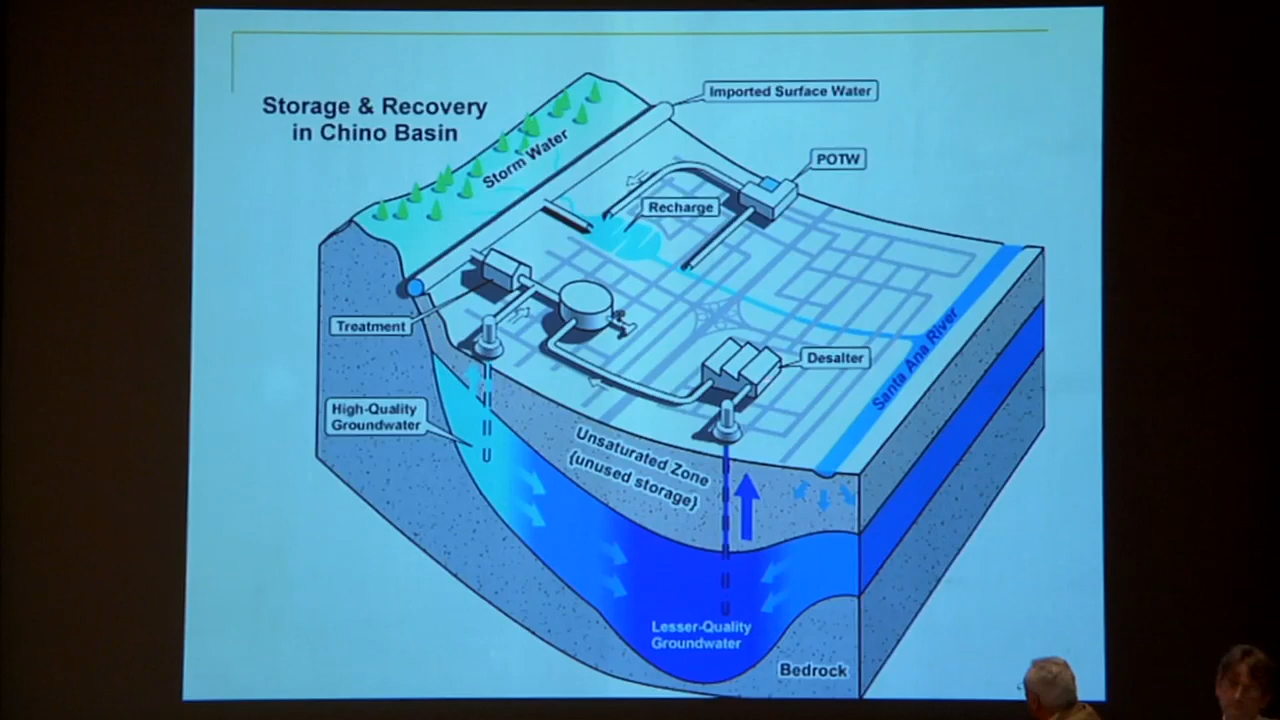 Storage & Recovery
in Chino Basin
Imported Surface Water
Storm Water
POTW
Recharge
Treatment
Santa Ana River
Desalter
High-Quality
Groundwater
Unsaturated Zone
{unused storage}
Lesser-Quality
Groundwater
Bedrock